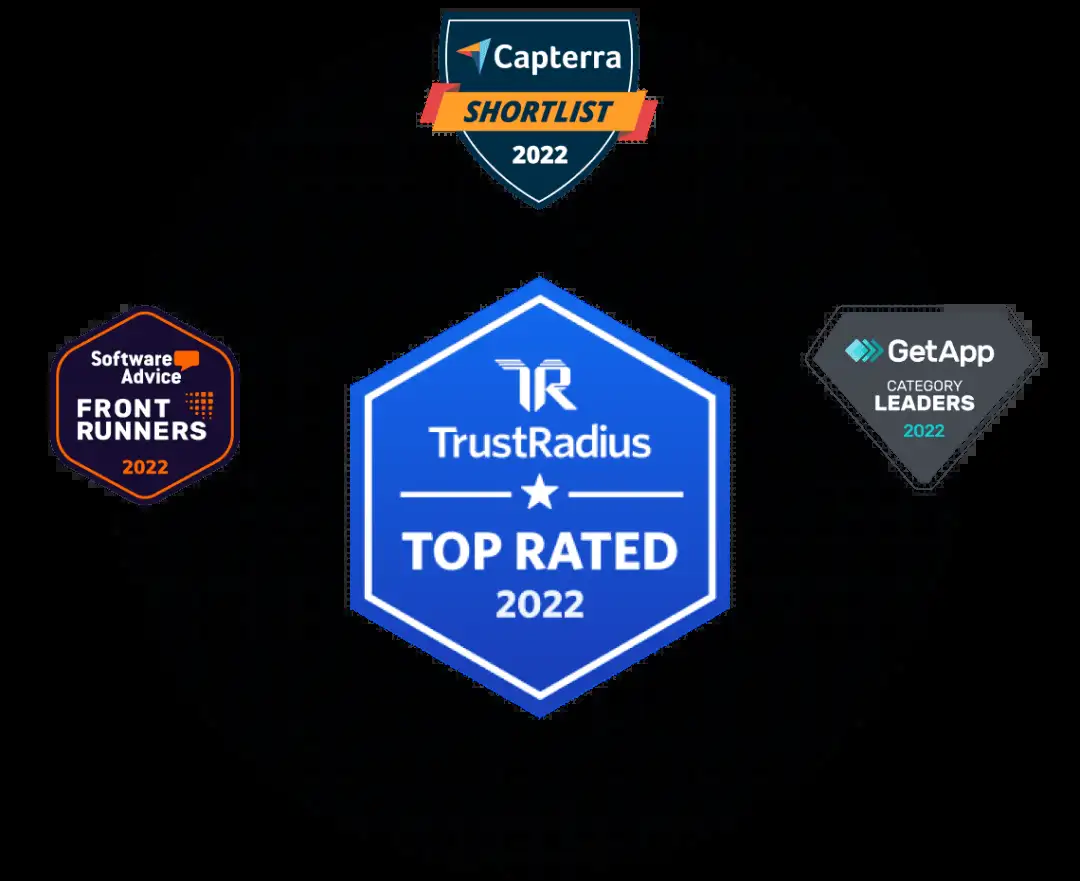 Capterra
SHORTLIST
2022
Software
Advice
FRONT
RUNNERS
2022
TR
TrustRadius
TOP RATED
2022
GetApp
CATEGORY
LEADERS
2022